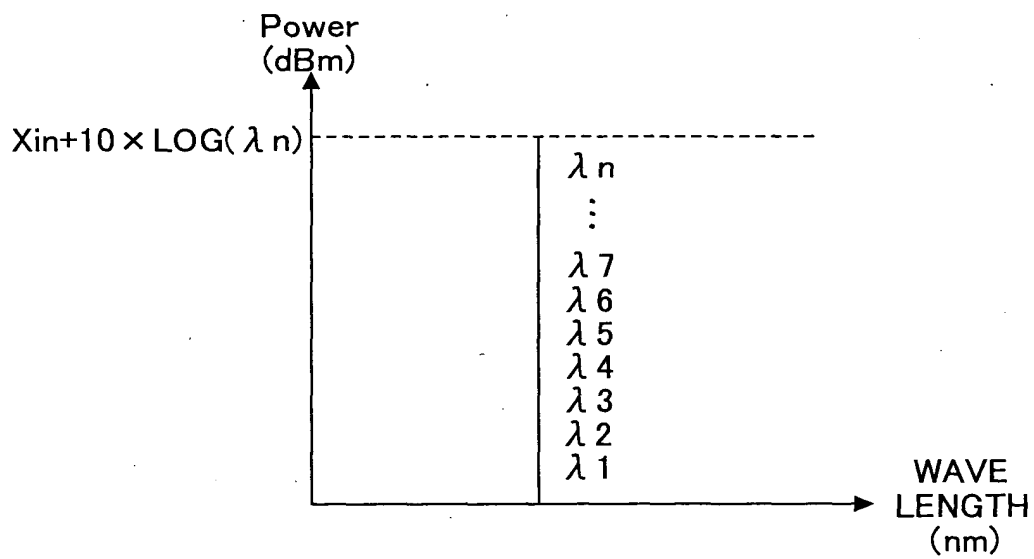 Power
(dBm)
Xin+10×LOG(λn)
λn
⋮
λ7
λ6
λ5
λ4
λ3
λ2
λ1
WAVE
LENGTH
(nm)